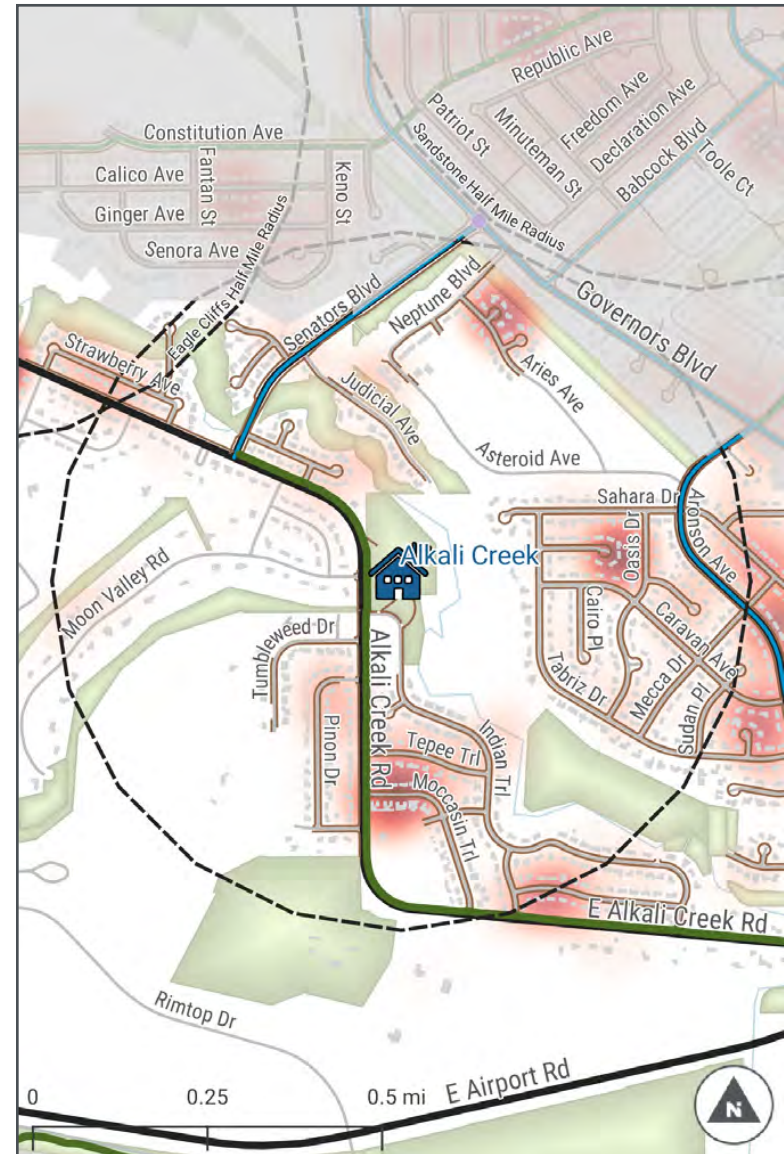 Republic Ave
Patriot St
Minuteman St
Freedom Ave
Declaration Ave
Babcock Blvd
Toole Ct
Constitution Ave
Calico Ave
Fantan St
Keno St
Ginger Ave
Senora Ave
Sandstone Half Mile Radius
Eagle Cliffs Half Mile Radius
Senators Blvd
Neptune Blvd
Governors Blvd
Strawberry Ave
Judicial Ave
Aries Ave
Asteroid Ave
Sahara Dr
Oasis Dr
Aronson Ave
Alkali Creek
Moon Valley Rd
Cairo Pl
Caravan Ave
Tumbleweed Dr
Alkali Creek Rd
Tabriz Dr
Mecca Dr
Sudan Pl
Pinon Dr
Tepee Trl
Indian Trl
Moccasin Trl
E Alkali Creek Rd
Rimtop Dr
E Airport Rd
0 0.25 0.5 mi
N